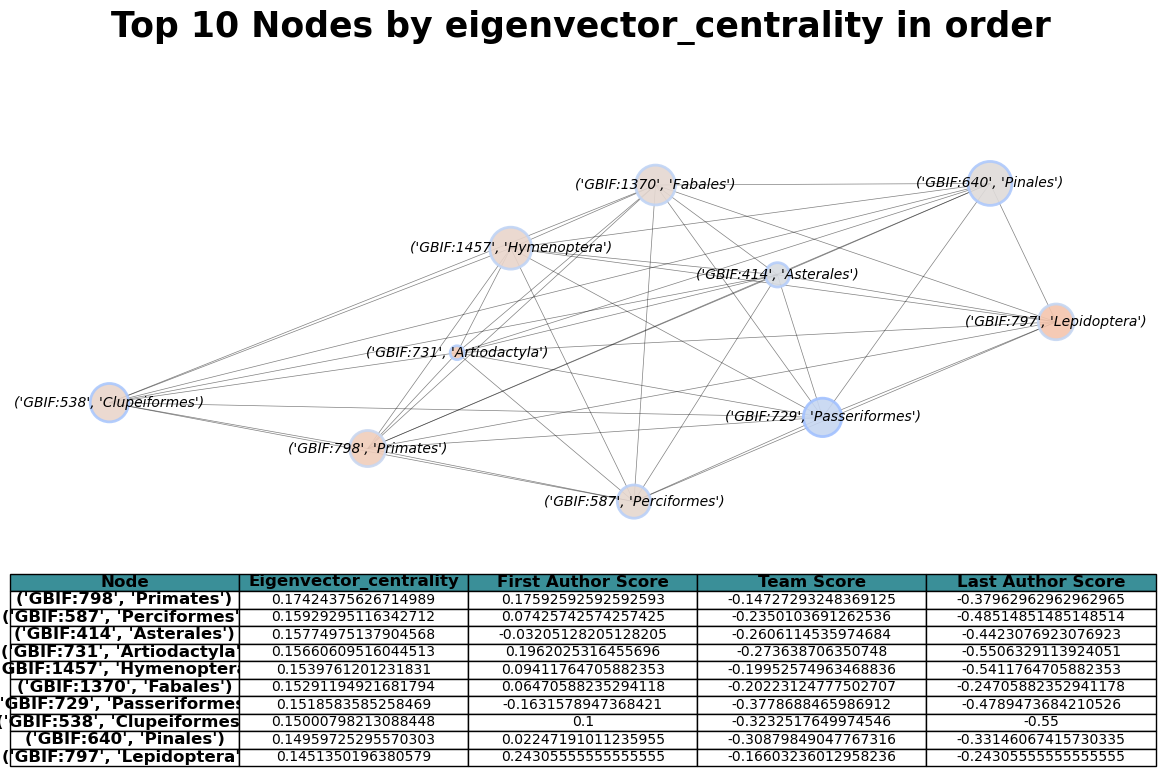 Top 10 Nodes by eigenvector_centrality in order
('GBIF:1370', 'Fabales')
('GBIF:640', 'Pinales')
('GBIF:1457', 'Hymenoptera')
('GBIF:414', 'Asterales')
('GBIF:797', 'Lepidoptera')
('GBIF:731', 'Artiodactyla')
('GBIF:538', 'Clupeiformes')
('GBIF:729', 'Passeriformes')
('GBIF:798', 'Primates')
('GBIF:587', 'Perciformes')
Node Eigenvector_centrality First Author Score Team Score Last Author Score
('GBIF:798', 'Primates') 0.17424375626714989 0.17592592592592593 -0.14727293248369125 -0.37962962962962965
('GBIF:587', 'Perciformes' 0.15929295116342712 0.07425742574257425 -0.2350103691262536 -0.48514851485148514
('GBIF:414', 'Asterales') 0.15774975137904568 -0.03205128205128205 -0.2606114535974684 -0.4423076923076923
('GBIF:731', 'Artiodactyla' 0.15660609516044513 0.1962025316455696 -0.273638706350748 -0.5506329113924051
GBIF:1457', 'Hymenoptera 0.1539761201231831 0.09411764705882353 -0.19952574963468836 -0.5411764705882353
('GBIF:1370', 'Fabales') 0.15291194921681794 0.06470588235294118 -0.20223124777502707 -0.24705882352941178
'GBIF:729', 'Passeriformes 0.1518583585258469 -0.1631578947368421 -0.3778688465986912 -0.4789473684210526
('GBIF:538', 'Clupeiformes' 0.15000798213088448 0.1 -0.3232517649974546 -0.55
('GBIF:640', 'Pinales') 0.14959725295570303 0.02247191011235955 -0.30879849047767316 -0.33146067415730335
('GBIF:797', 'Lepidoptera' 0.1451350196380579 0.24305555555555555 -0.16603236012958236 -0.24305555555555555